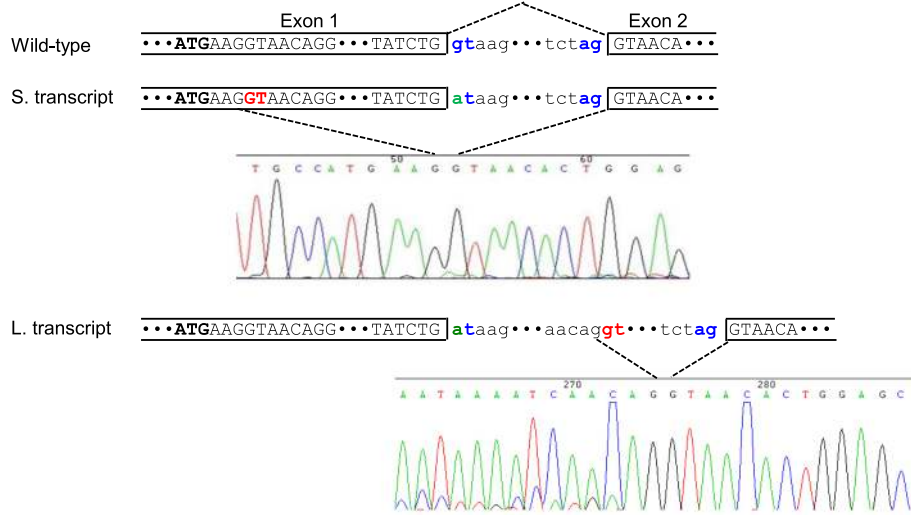 Exon 1 Exon 2
Wild-type •••ATGAAGGTAACAGG•••TATCTG gtaag•••tctag GTAACA•••
S. transcript •••ATGAAGGTAACAGG•••TATCTG ataag•••tctag GTAACA•••
50 60
T G C C A T G A A G G T A A C A C T G G A G
L. transcript •••ATGAAGGTAACAGG•••TATCTG ataag•••aacaggt•••tctag GTAACA•••
270 280
A A T A A A A T C A A C A G G T A A C A C T G G A G C